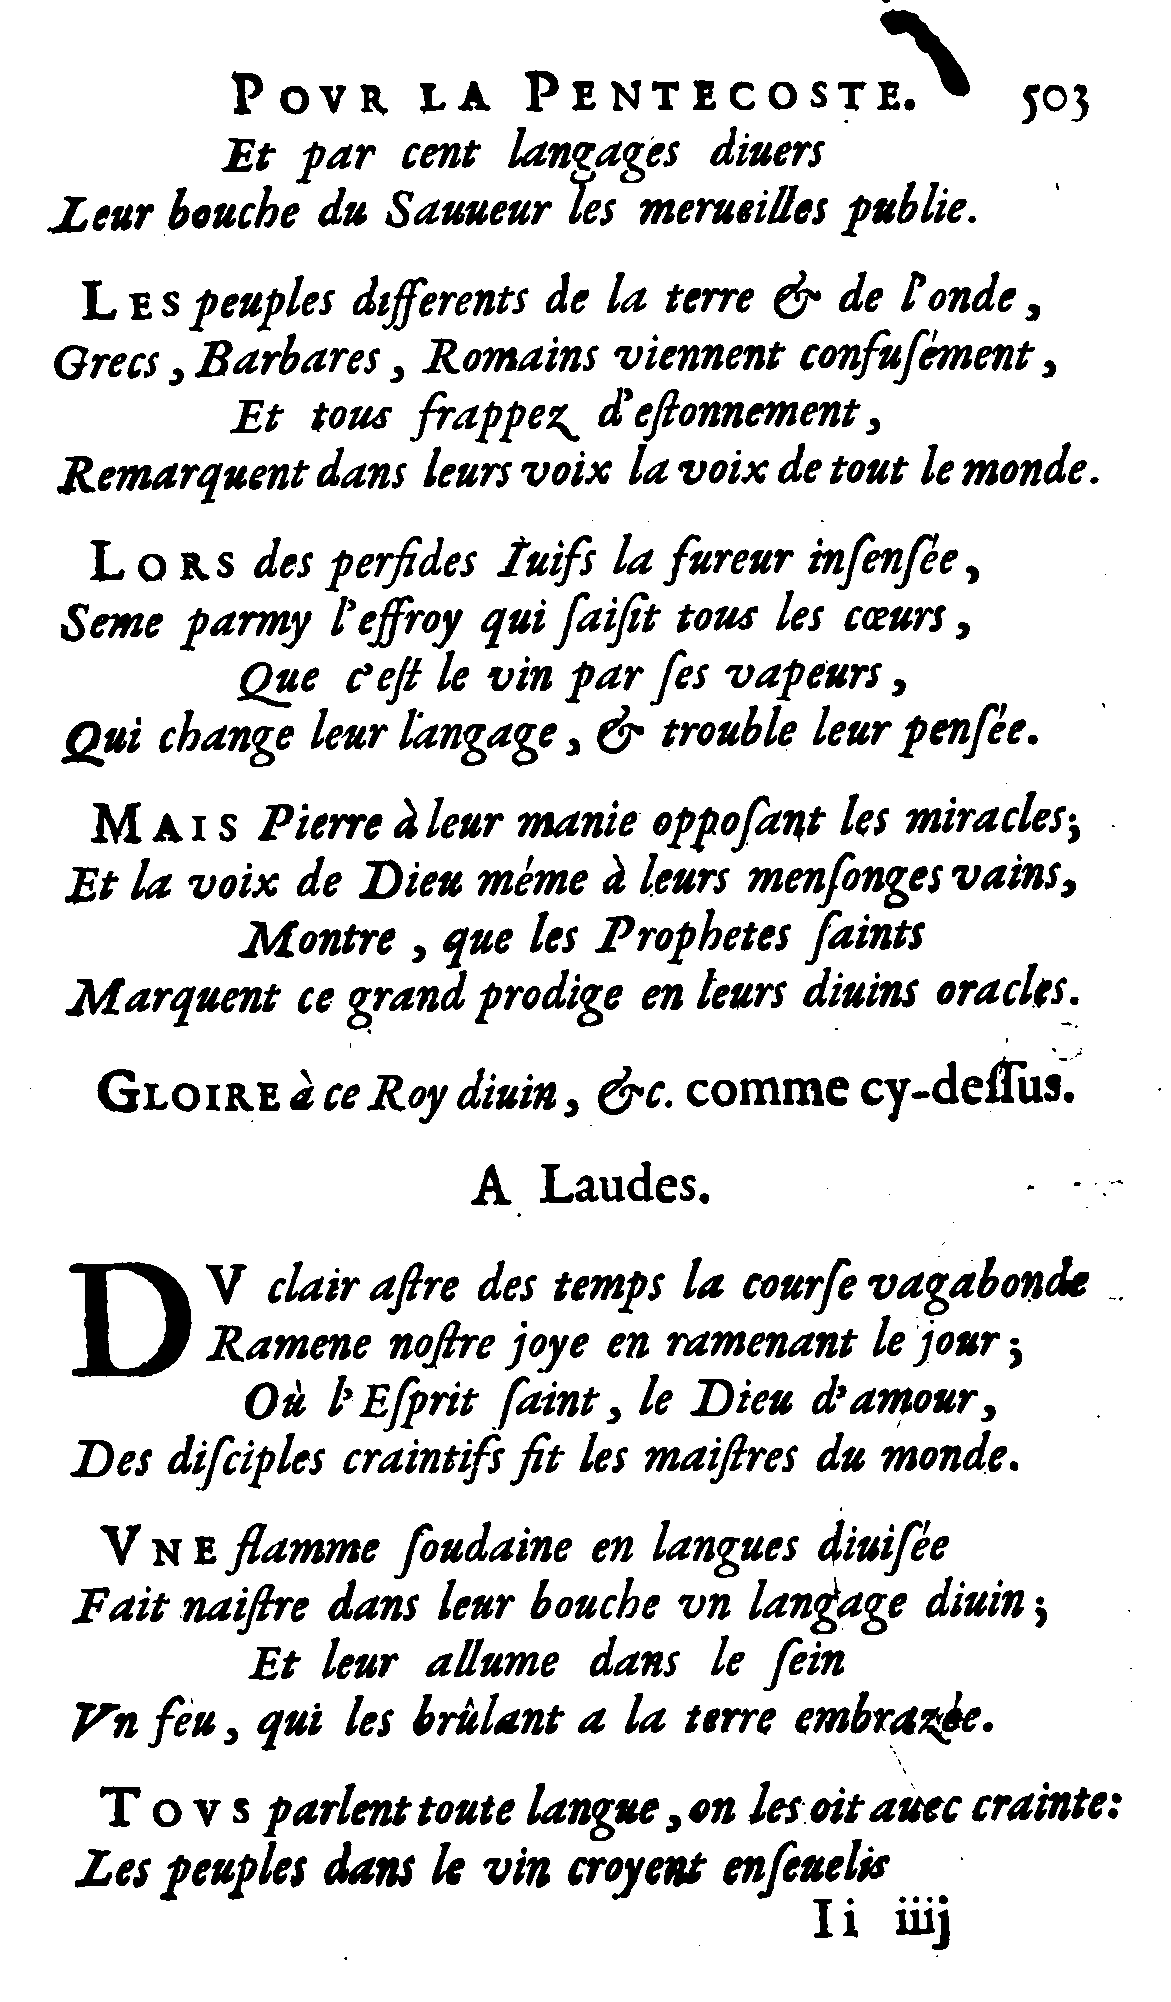 POVR LA PENTECOSTE. 503
Et par cent langages diuers
Leur bouche du Sauueur les merueilles publie.
LES peuples differents de la terre & de l'onde,
Grecs, Barbares, Romains viennent confuſément,
Et tous frappez d'eſtonnement,
Remarquent dans leurs voix la voix de tout le monde.
LORS des perfides Iuifs la fureur inſenſée,
Seme parmy l'effroy qui ſaiſit tous les cœurs,
Que c'eſt le vin par ſes vapeurs,
Qui change leur langage, & trouble leur penſée.
MAIS Pierre à leur manie oppoſant les miracles;
Et la voix de Dieu méme à leurs menſonges vains,
Montre, que les Prophetes ſaints
Marquent ce grand prodige en leurs diuins oracles.
GLOIRE à ce Roy diuin, &c. comme cy-deſſus.
A Laudes.
DV clair aſtre des temps la courſe vagabonde
Ramene noſtre joye en ramenant le jour;
Où l'Eſprit ſaint, le Dieu d'amour,
Des diſciples craintifs fit les maiſtres du monde.
VNE flamme ſoudaine en langues diuiſée
Fait naiſtre dans leur bouche vn langage diuin;
Et leur allume dans le ſein
Vn feu, qui les brûlant a la terre embrazée.
TOVS parlent toute langue, on les oit auec crainte:
Les peuples dans le vin croyent enſeuelis
Ii iiij